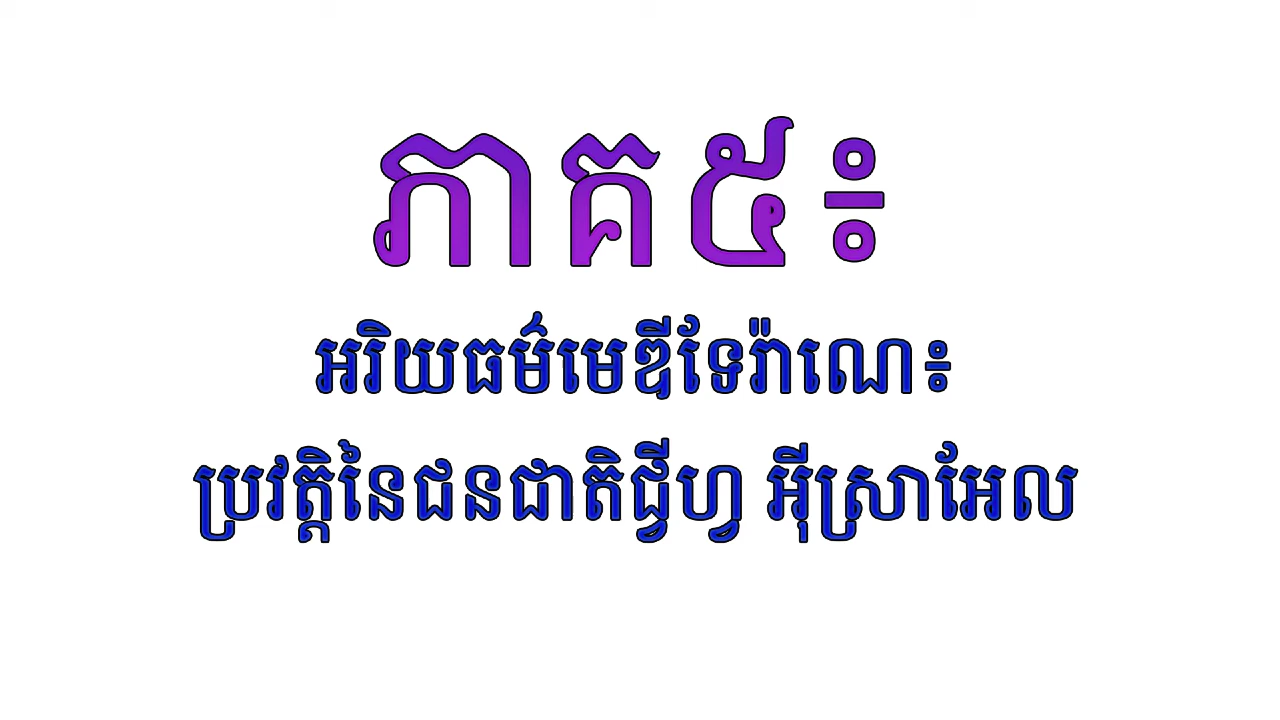 ភាគ៥៖
អរិយធម៌មេឌីទែរ៉ាណេ៖
ប្រវត្តិនៃជនជាតិជ្វីហ្វ អ៊ីស្រាអែល